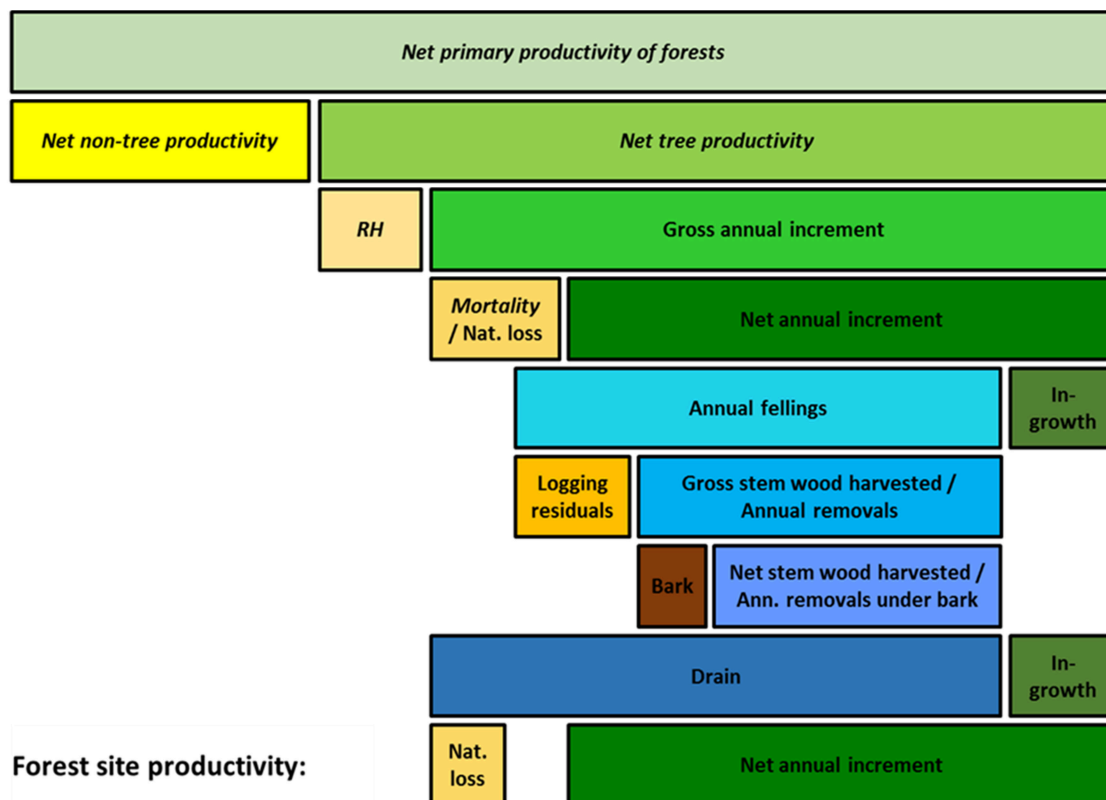 Net primary productivity of forests
Net non-tree productivity
Net tree productivity
RH
Gross annual increment
Mortality
/ Nat. loss
Net annual increment
Annual fellings
In-
growth
Logging
residuals
Gross stem wood harvested /
Annual removals
Bark
Net stem wood harvested /
Ann. removals under bark
Drain
In-
growth
Forest site productivity:
Nat.
loss
Net annual increment